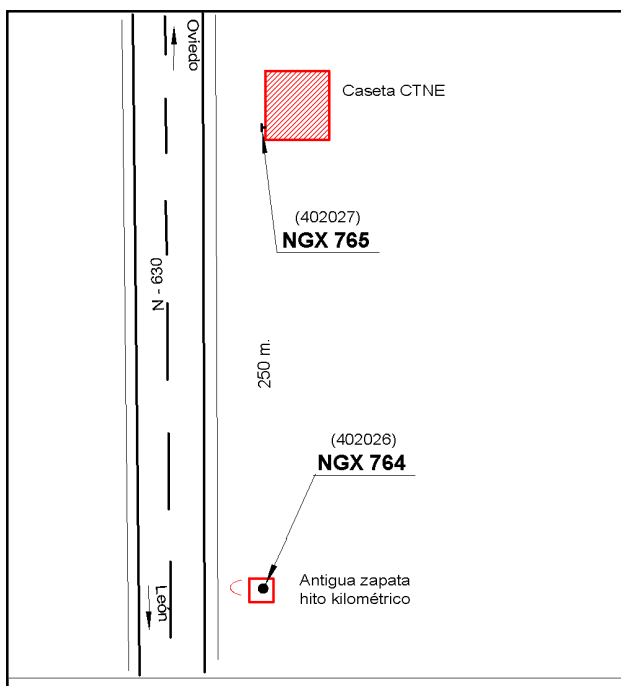 Oviedo
Caseta CTNE
(402027)
NGX 765
N - 630
250 m.
(402026)
NGX 764
León
Antigua zapata
hito kilométrico